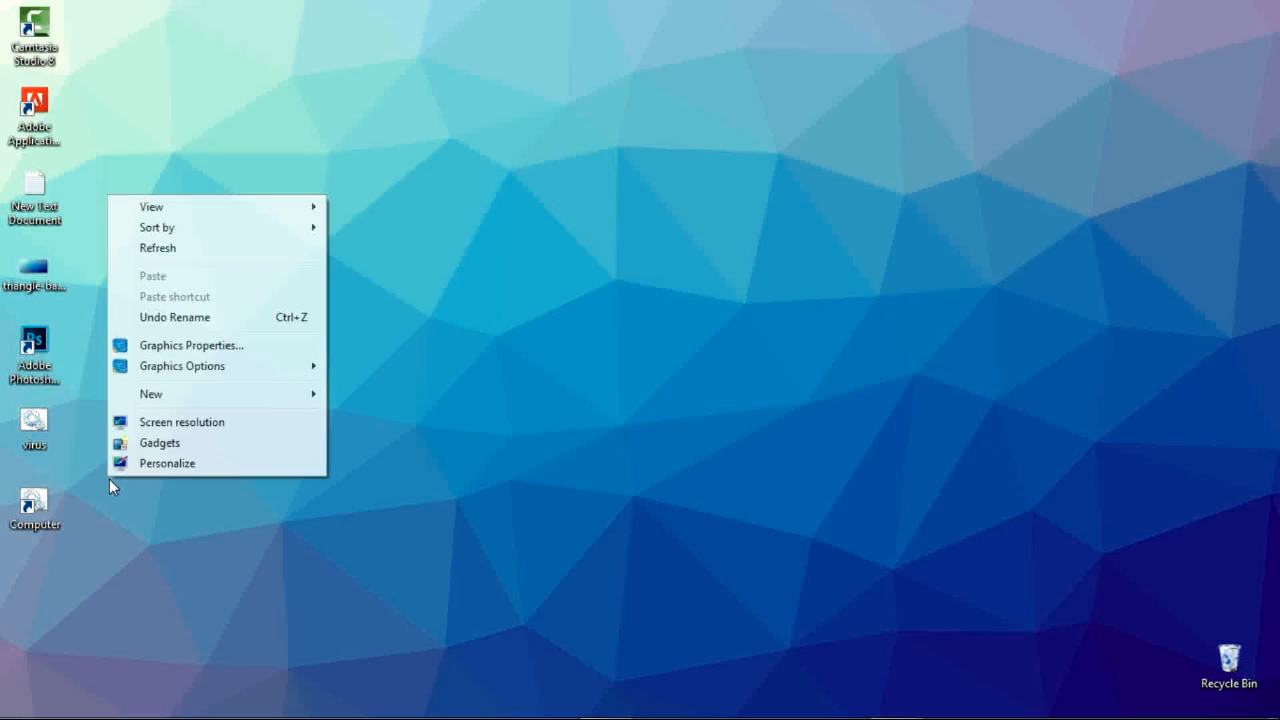 Camtasia
Studio 8
Adobe
Applicati...
New Text
Document
triangle-ba...
Ps
Adobe
Photosh...
virus
Computer
View
Sort by
Refresh
Paste
Paste shortcut
Undo Rename Ctrl+Z
Graphics Properties...
Graphics Options
New
Screen resolution
Gadgets
Personalize
Recycle Bin